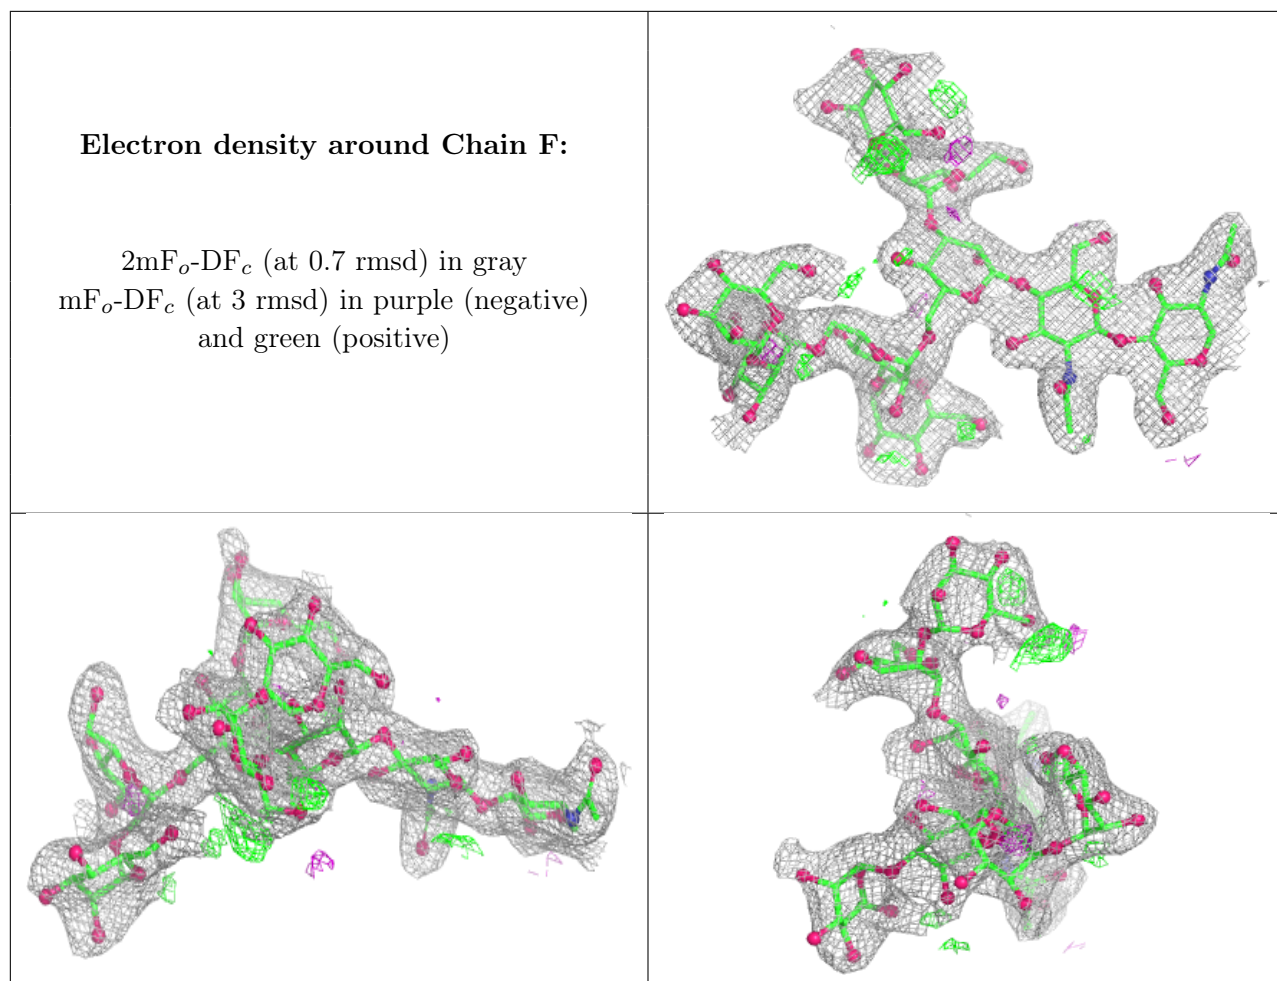 Electron density around Chain F:
2mFₒ-DF𝒸 (at 0.7 rmsd) in gray
mFₒ-DF𝒸 (at 3 rmsd) in purple (negative)
and green (positive)